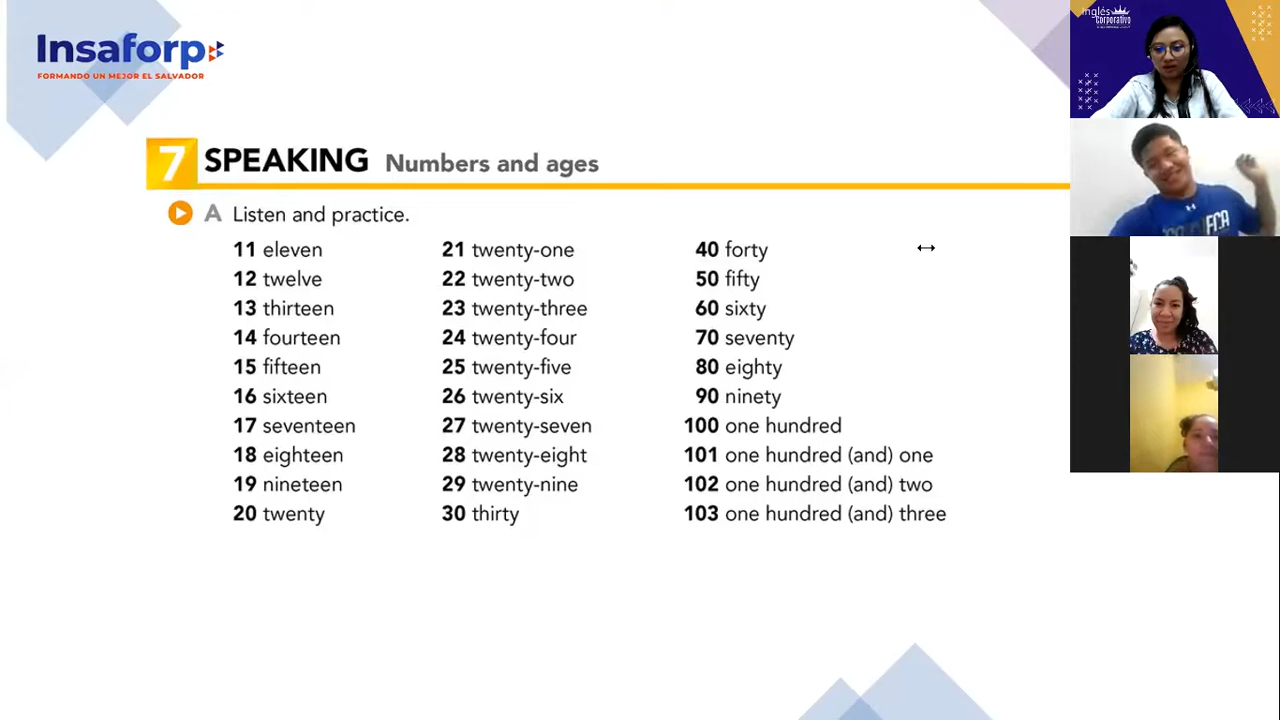 Insaforp
FORMANDO UN MEJOR EL SALVADOR
7 SPEAKING Numbers and ages
A Listen and practice.
11 eleven
12 twelve
13 thirteen
14 fourteen
15 fifteen
16 sixteen
17 seventeen
18 eighteen
19 nineteen
20 twenty
21 twenty-one
22 twenty-two
23 twenty-three
24 twenty-four
25 twenty-five
26 twenty-six
27 twenty-seven
28 twenty-eight
29 twenty-nine
30 thirty
40 forty
50 fifty
60 sixty
70 seventy
80 eighty
90 ninety
100 one hundred
101 one hundred (and) one
102 one hundred (and) two
103 one hundred (and) three
Inglés
Corporativo